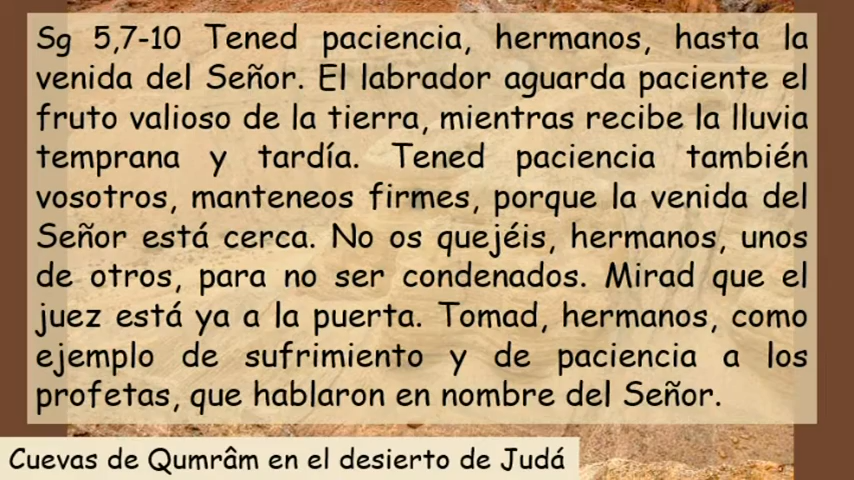 Sg 5,7-10 Tened paciencia, hermanos, hasta la
venida del Señor. El labrador aguarda paciente el
fruto valioso de la tierra, mientras recibe la lluvia
temprana y tardía. Tened paciencia también
vosotros, manteneos firmes, porque la venida del
Señor está cerca. No os quejéis, hermanos, unos
de otros, para no ser condenados. Mirad que el
juez está ya a la puerta. Tomad, hermanos, como
ejemplo de sufrimiento y de paciencia a los
profetas, que hablaron en nombre del Señor.
Cuevas de Qumrâm en el desierto de Judá